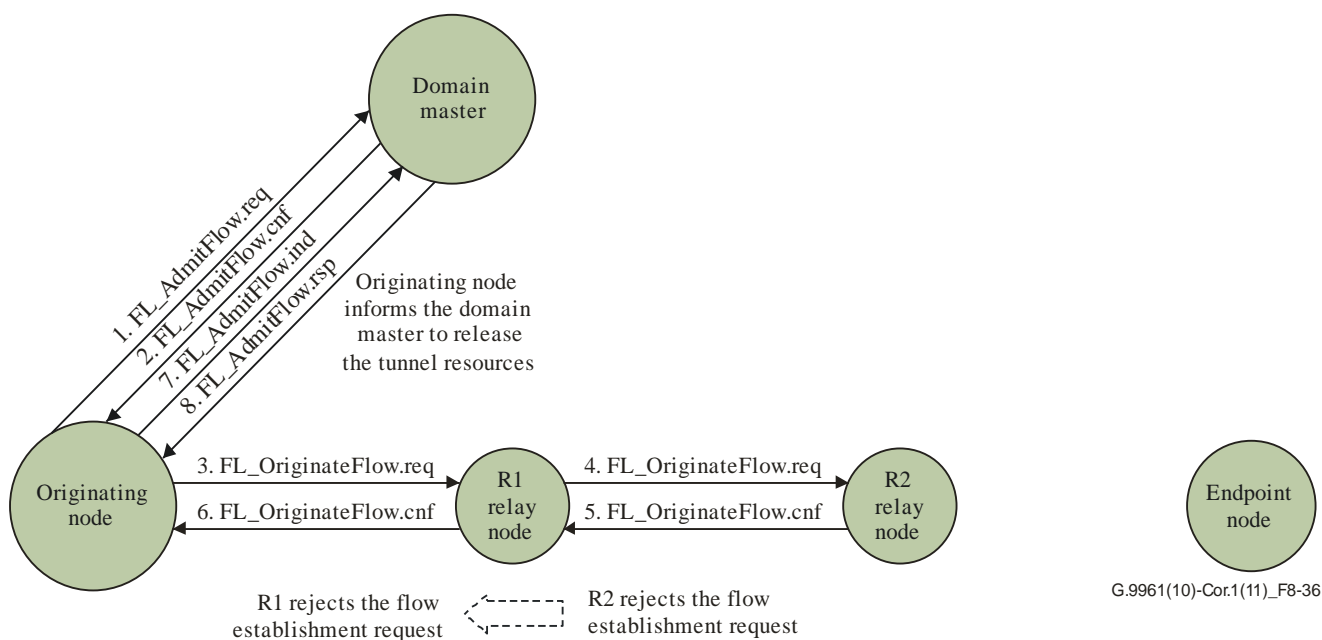 Domain
master
1. FL_AdmitFlow.req
2. FL_AdmitFlow.cnf
7. FL_AdmitFlow.ind
8. FL_AdmitFlow.rsp
Originating node
informs the domain
master to release
the tunnel resources
Originating
node
3. FL_OriginateFlow.req
6. FL_OriginateFlow.cnf
R1
relay
node
4. FL_OriginateFlow.req
5. FL_OriginateFlow.cnf
R2
relay
node
Endpoint
node
G.9961(10)-Cor.1(11)_F8-36
R1 rejects the flow
establishment request
R2 rejects the flow
establishment request